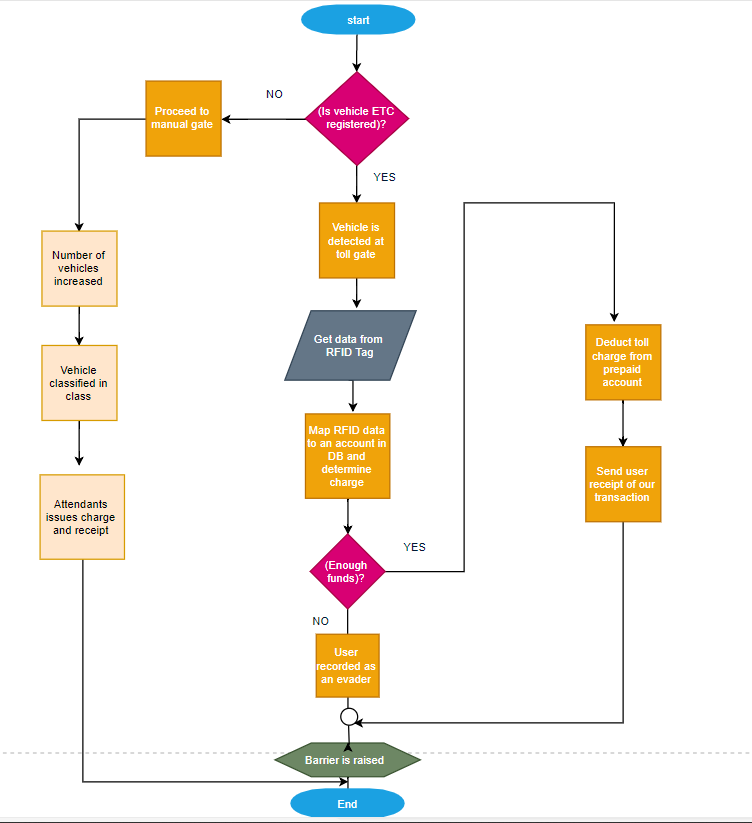 start
NO
(Is vehicle ETC
registered)?
Proceed to
manual gate
YES
Vehicle is
detected at
toll gate
Number of
vehicles
increased
Get data from
RFID Tag
Deduct toll
charge from
prepaid
account
Vehicle
classified in
class
Map RFID data
to an account in
DB and
determine
charge
Send user
receipt of our
transaction
Attendants
issues charge
and receipt
YES
(Enough
funds)?
NO
User
recorded as
an evader
Barrier is raised
End